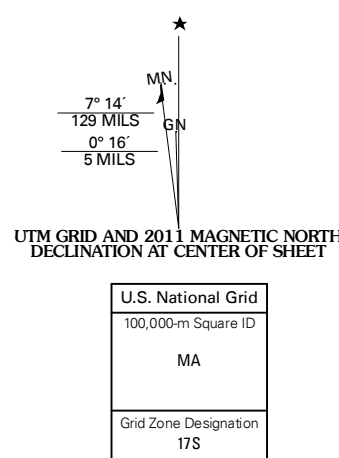 ★
M.N.
7° 14´
129 MILS
GN
0° 16´
5 MILS
UTM GRID AND 2011 MAGNETIC NORTH
DECLINATION AT CENTER OF SHEET
U.S. National Grid
100,000-m Square ID
MA
Grid Zone Designation
17S